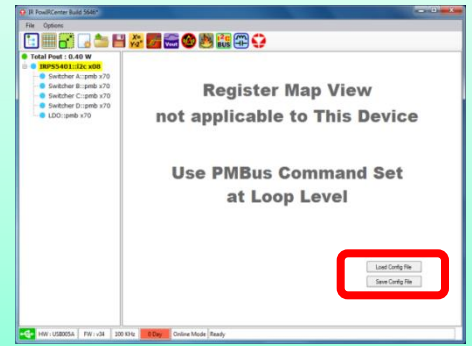 IR PowIRCenter Build 5646*
File Options
Total Pout : 0.40 W
IRPS5401::I2c x08
Switcher A::pmb x70
Switcher B::pmb x70
Switcher C::pmb x70
Switcher D::pmb x70
LDO::pmb x70
Register Map View
not applicable to This Device
Use PMBus Command Set
at Loop Level
Load Config File
Save Config File
HW : USB005A FW : v34 100 KHz 0 Day Online Mode Ready